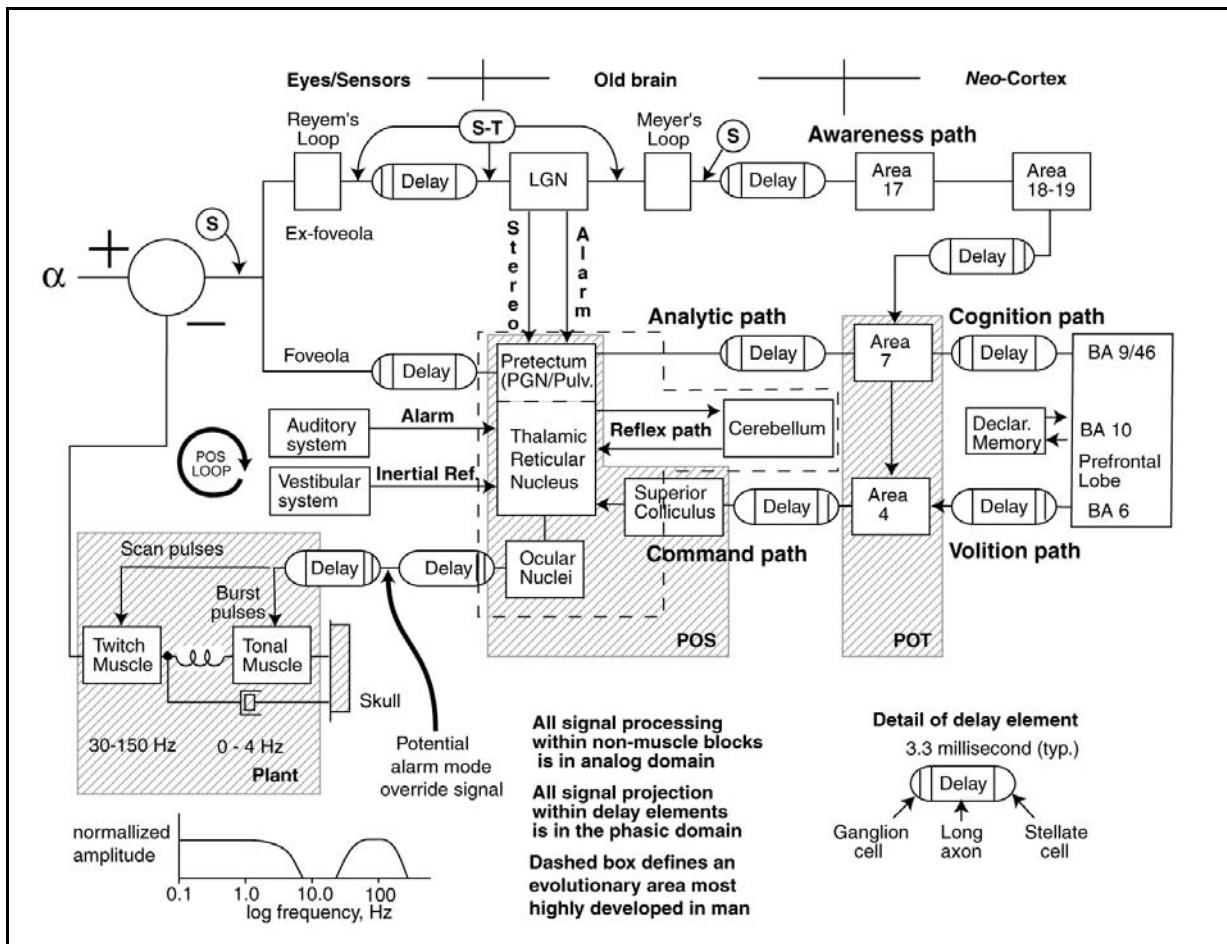 Eyes/Sensors
Old brain
Neo-Cortex
Reyem's
Loop
S-T
Meyer's
Loop
S
Awareness path
Delay
LGN
Delay
Area
17
Area
18-19
S
Ex-foveola
Stereo
Alarm
Delay
α
+
−
Analytic path
Cognition path
Foveola
Delay
Pretectum
(PGN/Pulv.
Delay
Area
7
Delay
BA 9/46
Auditory
system
Alarm
Thalamic
Reticular
Nucleus
Reflex path
Cerebellum
Declar.
Memory
BA 10
Prefrontal
Lobe
POS
LOOP
Vestibular
system
Inertial Ref.
Superior
Colliculus
Delay
Area
4
Delay
BA 6
Command path
Volition path
Scan pulses
Delay
Delay
Ocular
Nuclei
Burst
pulses
POS
POT
Twitch
Muscle
Tonal
Muscle
Skull
30-150 Hz
0 - 4 Hz
Plant
Potential
alarm mode
override signal
All signal processing
within non-muscle blocks
is in analog domain
All signal projection
within delay elements
is in the phasic domain
Dashed box defines an
evolutionary area most
highly developed in man
Detail of delay element
3.3 millisecond (typ.)
Delay
Ganglion
cell
Long
axon
Stellate
cell
normallized
amplitude
0.1
1.0
10.0
100
log frequency, Hz